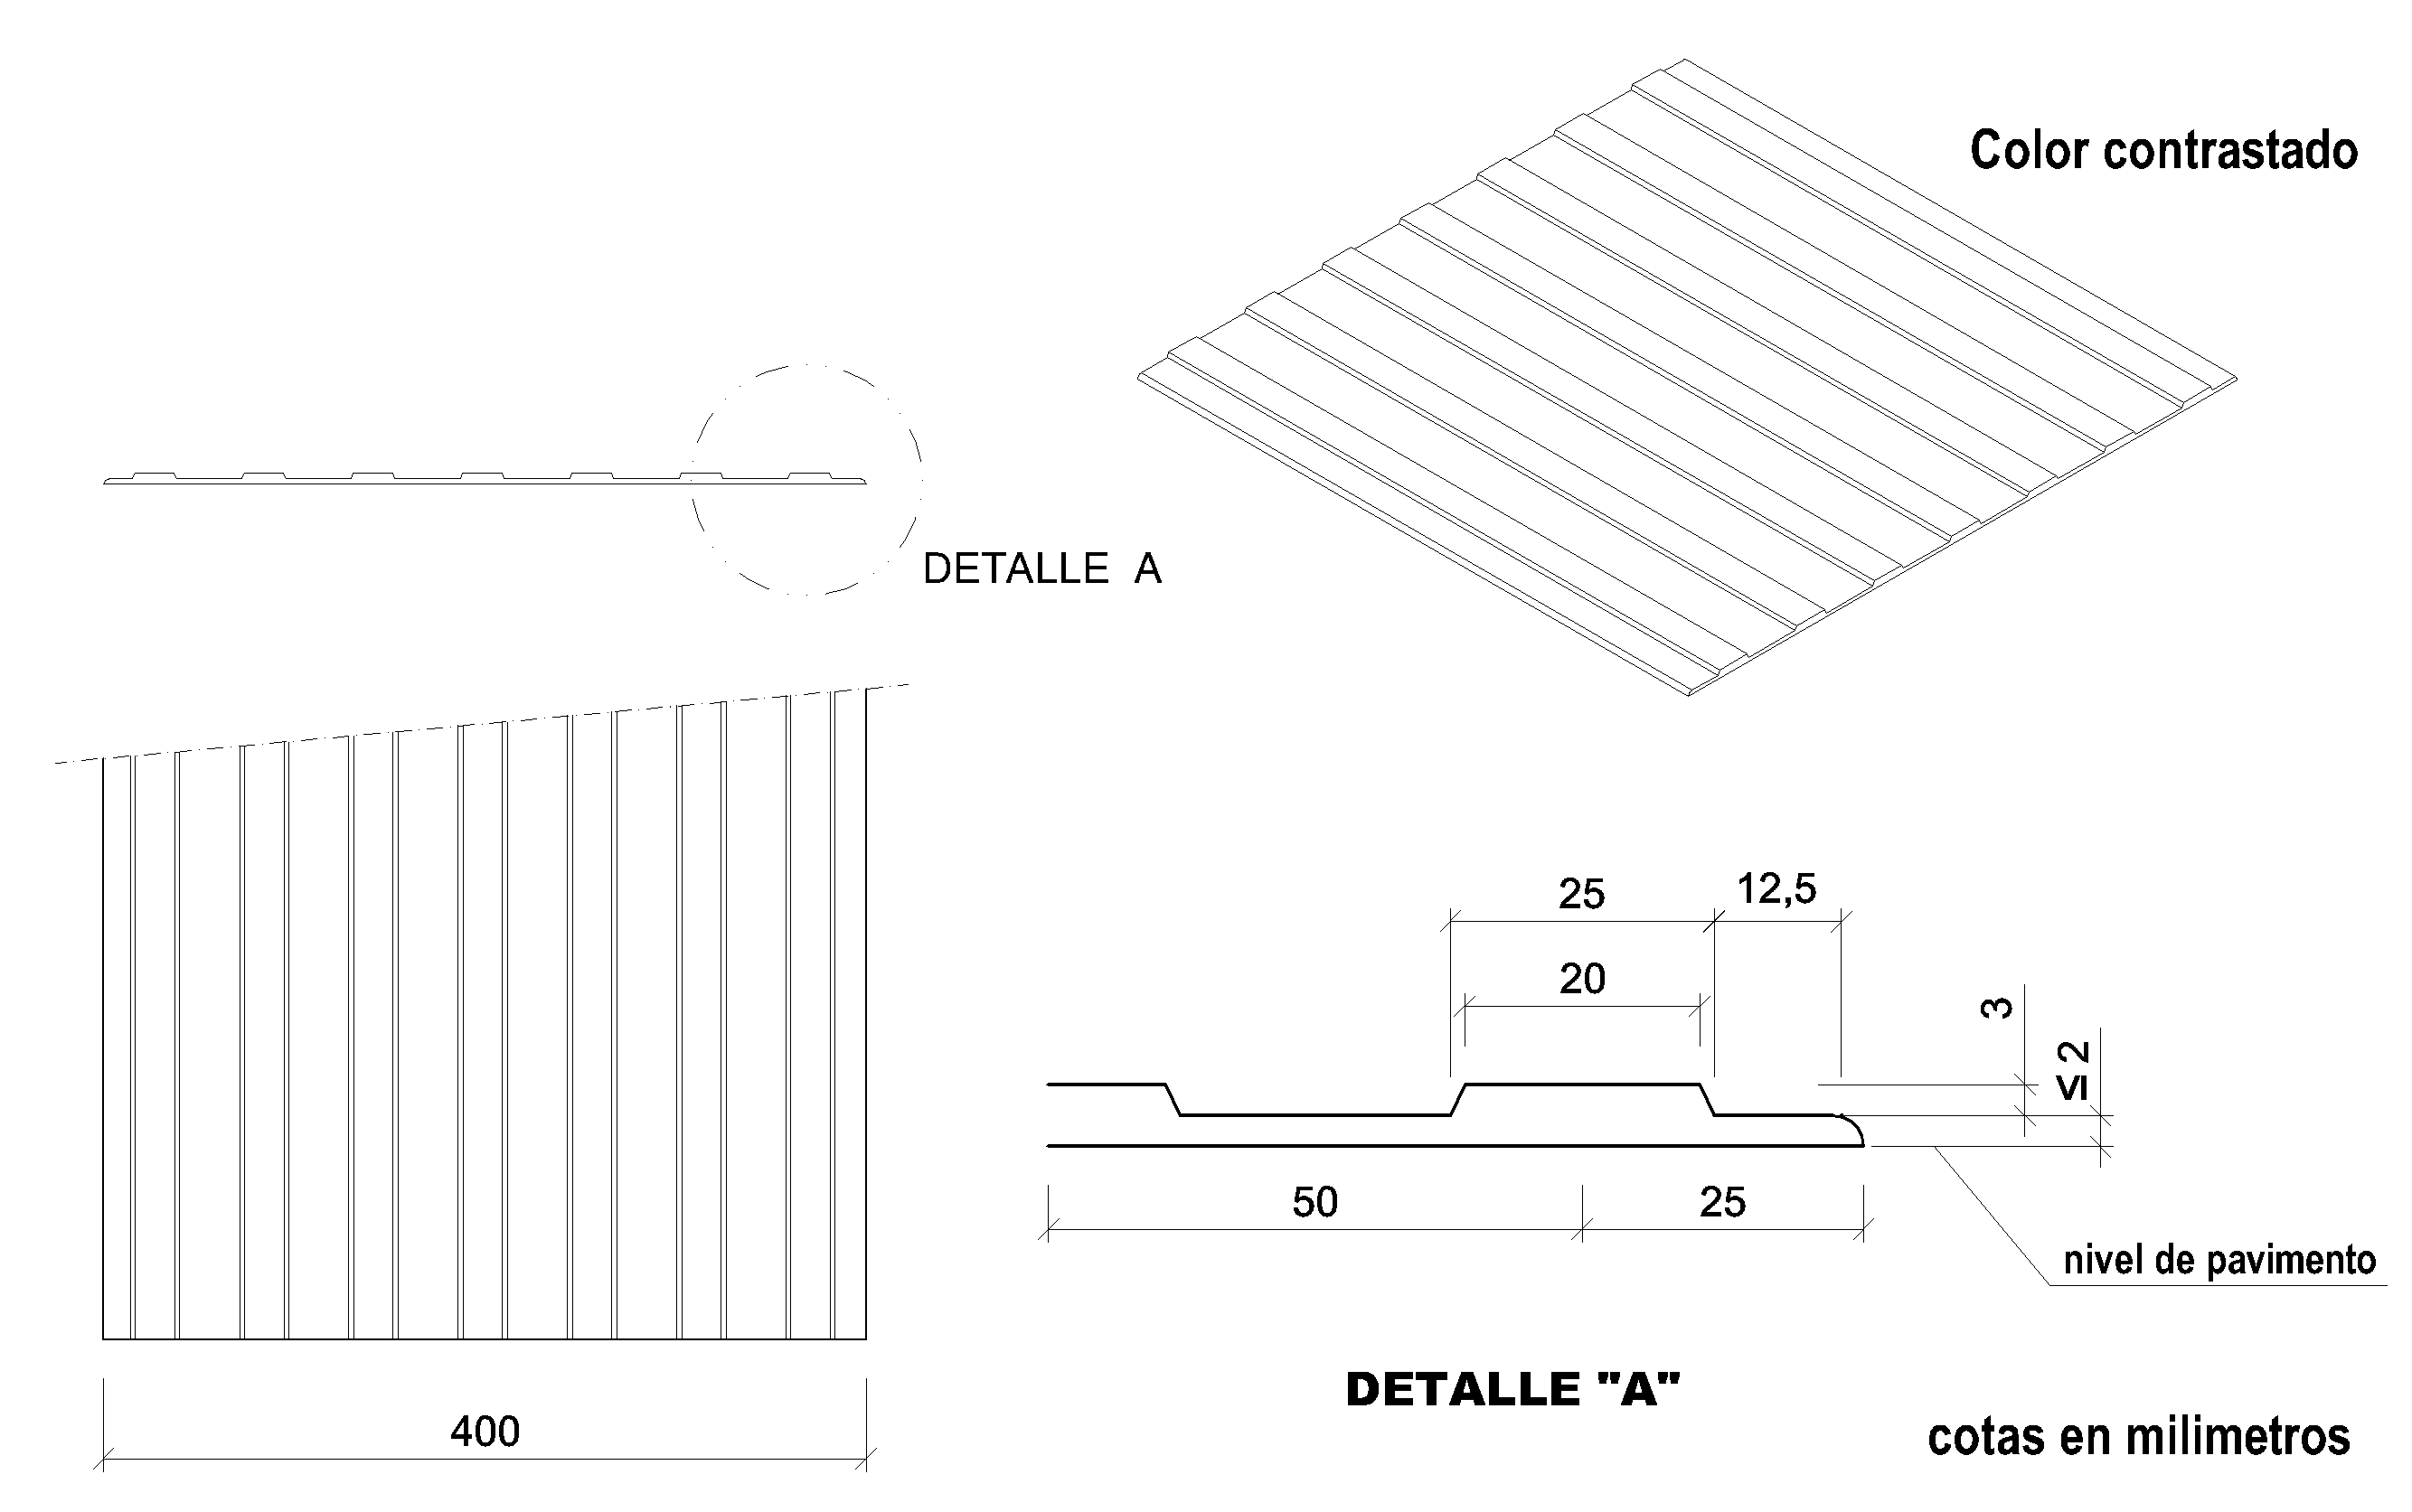 Color contrastado
DETALLE A
25
12,5
20
3
≤ 2
50
25
nivel de pavimento
DETALLE "A"
400
cotas en milimetros